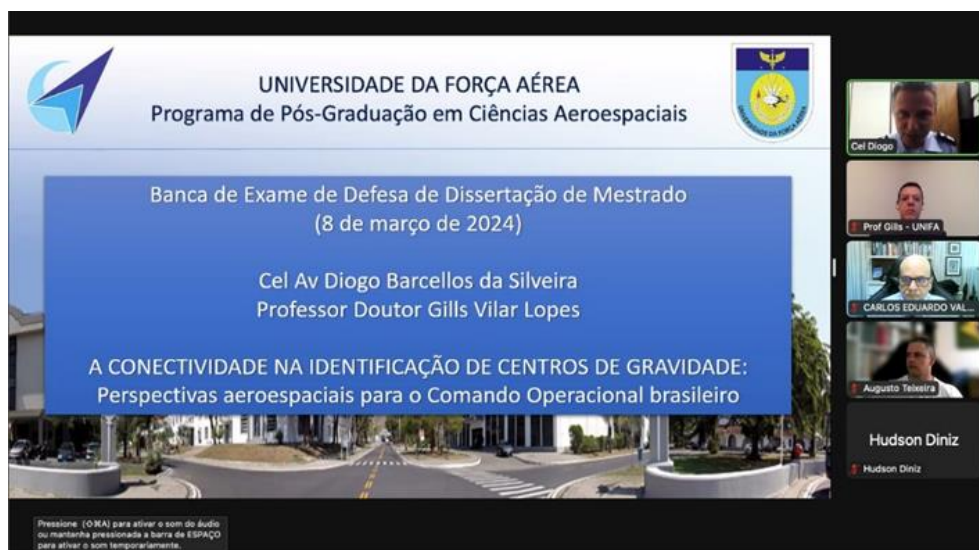 UNIVERSIDADE DA FORÇA AÉREA
Programa de Pós-Graduação em Ciências Aeroespaciais
UNIVERSIDADE DA FORÇA AÉREA
Banca de Exame de Defesa de Dissertação de Mestrado
(8 de março de 2024)
Cel Av Diogo Barcellos da Silveira
Professor Doutor Gills Vilar Lopes
A CONECTIVIDADE NA IDENTIFICAÇÃO DE CENTROS DE GRAVIDADE:
Perspectivas aeroespaciais para o Comando Operacional brasileiro
Cel Diogo
Prof Gills - UNIFA
CARLOS EDUARDO VAL...
Augusto Teixeira
Hudson Diniz
Hudson Diniz
Pressione (⇧⌘A) para ativar o som do áudio
ou mantenha pressionada a barra de ESPAÇO
para ativar o som temporariamente.